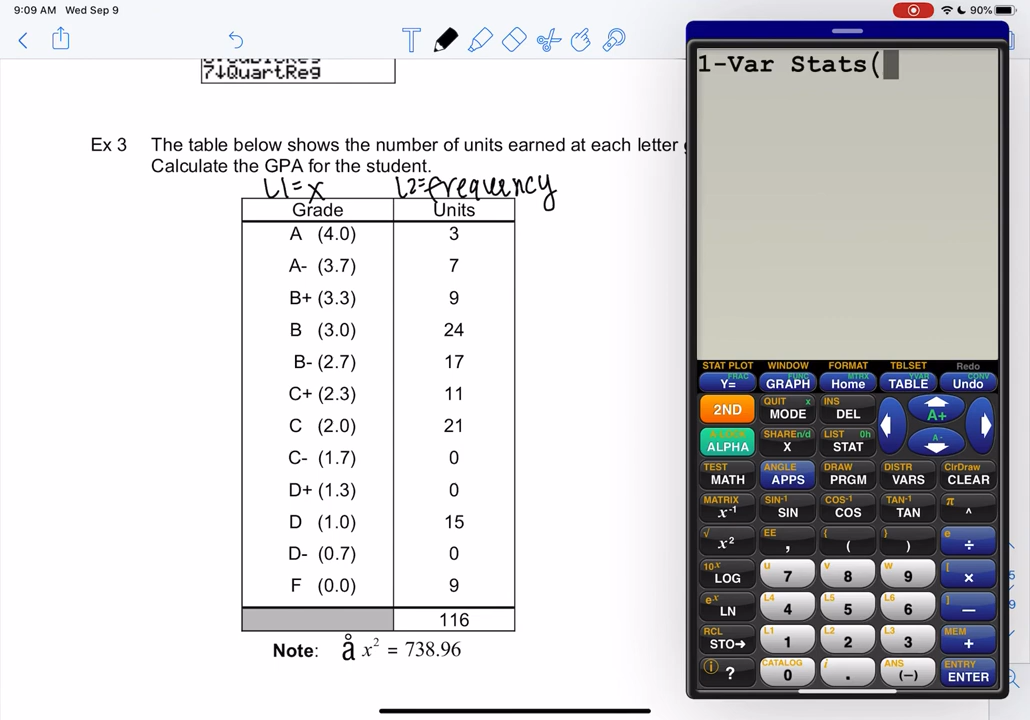 9:09 AM Wed Sep 9
90%
7↓QuartReg
Ex 3 The table below shows the number of units earned at each letter
Calculate the GPA for the student.
L1=x L2=frequency
Grade Units
A (4.0) 3
A- (3.7) 7
B+ (3.3) 9
B (3.0) 24
B- (2.7) 17
C+ (2.3) 11
C (2.0) 21
C- (1.7) 0
D+ (1.3) 0
D (1.0) 15
D- (0.7) 0
F (0.0) 9
116
Note: å x² = 738.96
1-Var Stats(
STAT PLOT WINDOW FORMAT TBLSET Redo
Y= GRAPH Home TABLE Undo
QUIT x INS A+
2ND MODE DEL
A-
SHARE n/d LIST 0h
ALPHA X STAT
TEST ANGLE DRAW DISTR ClrDraw
MATH APPS PRGM VARS CLEAR
MATRIX SIN-1 COS-1 TAN-1 π
x-1 SIN COS TAN ^
√ EE { } e
x² , ( ) ÷
10x u v w [
LOG 7 8 9 ×
ex L4 L5 L6 ]
LN 4 5 6 —
RCL L1 L2 L3 MEM
STO→ 1 2 3 +
i CATALOG i ANS ENTRY
? 0 . (—) ENTER